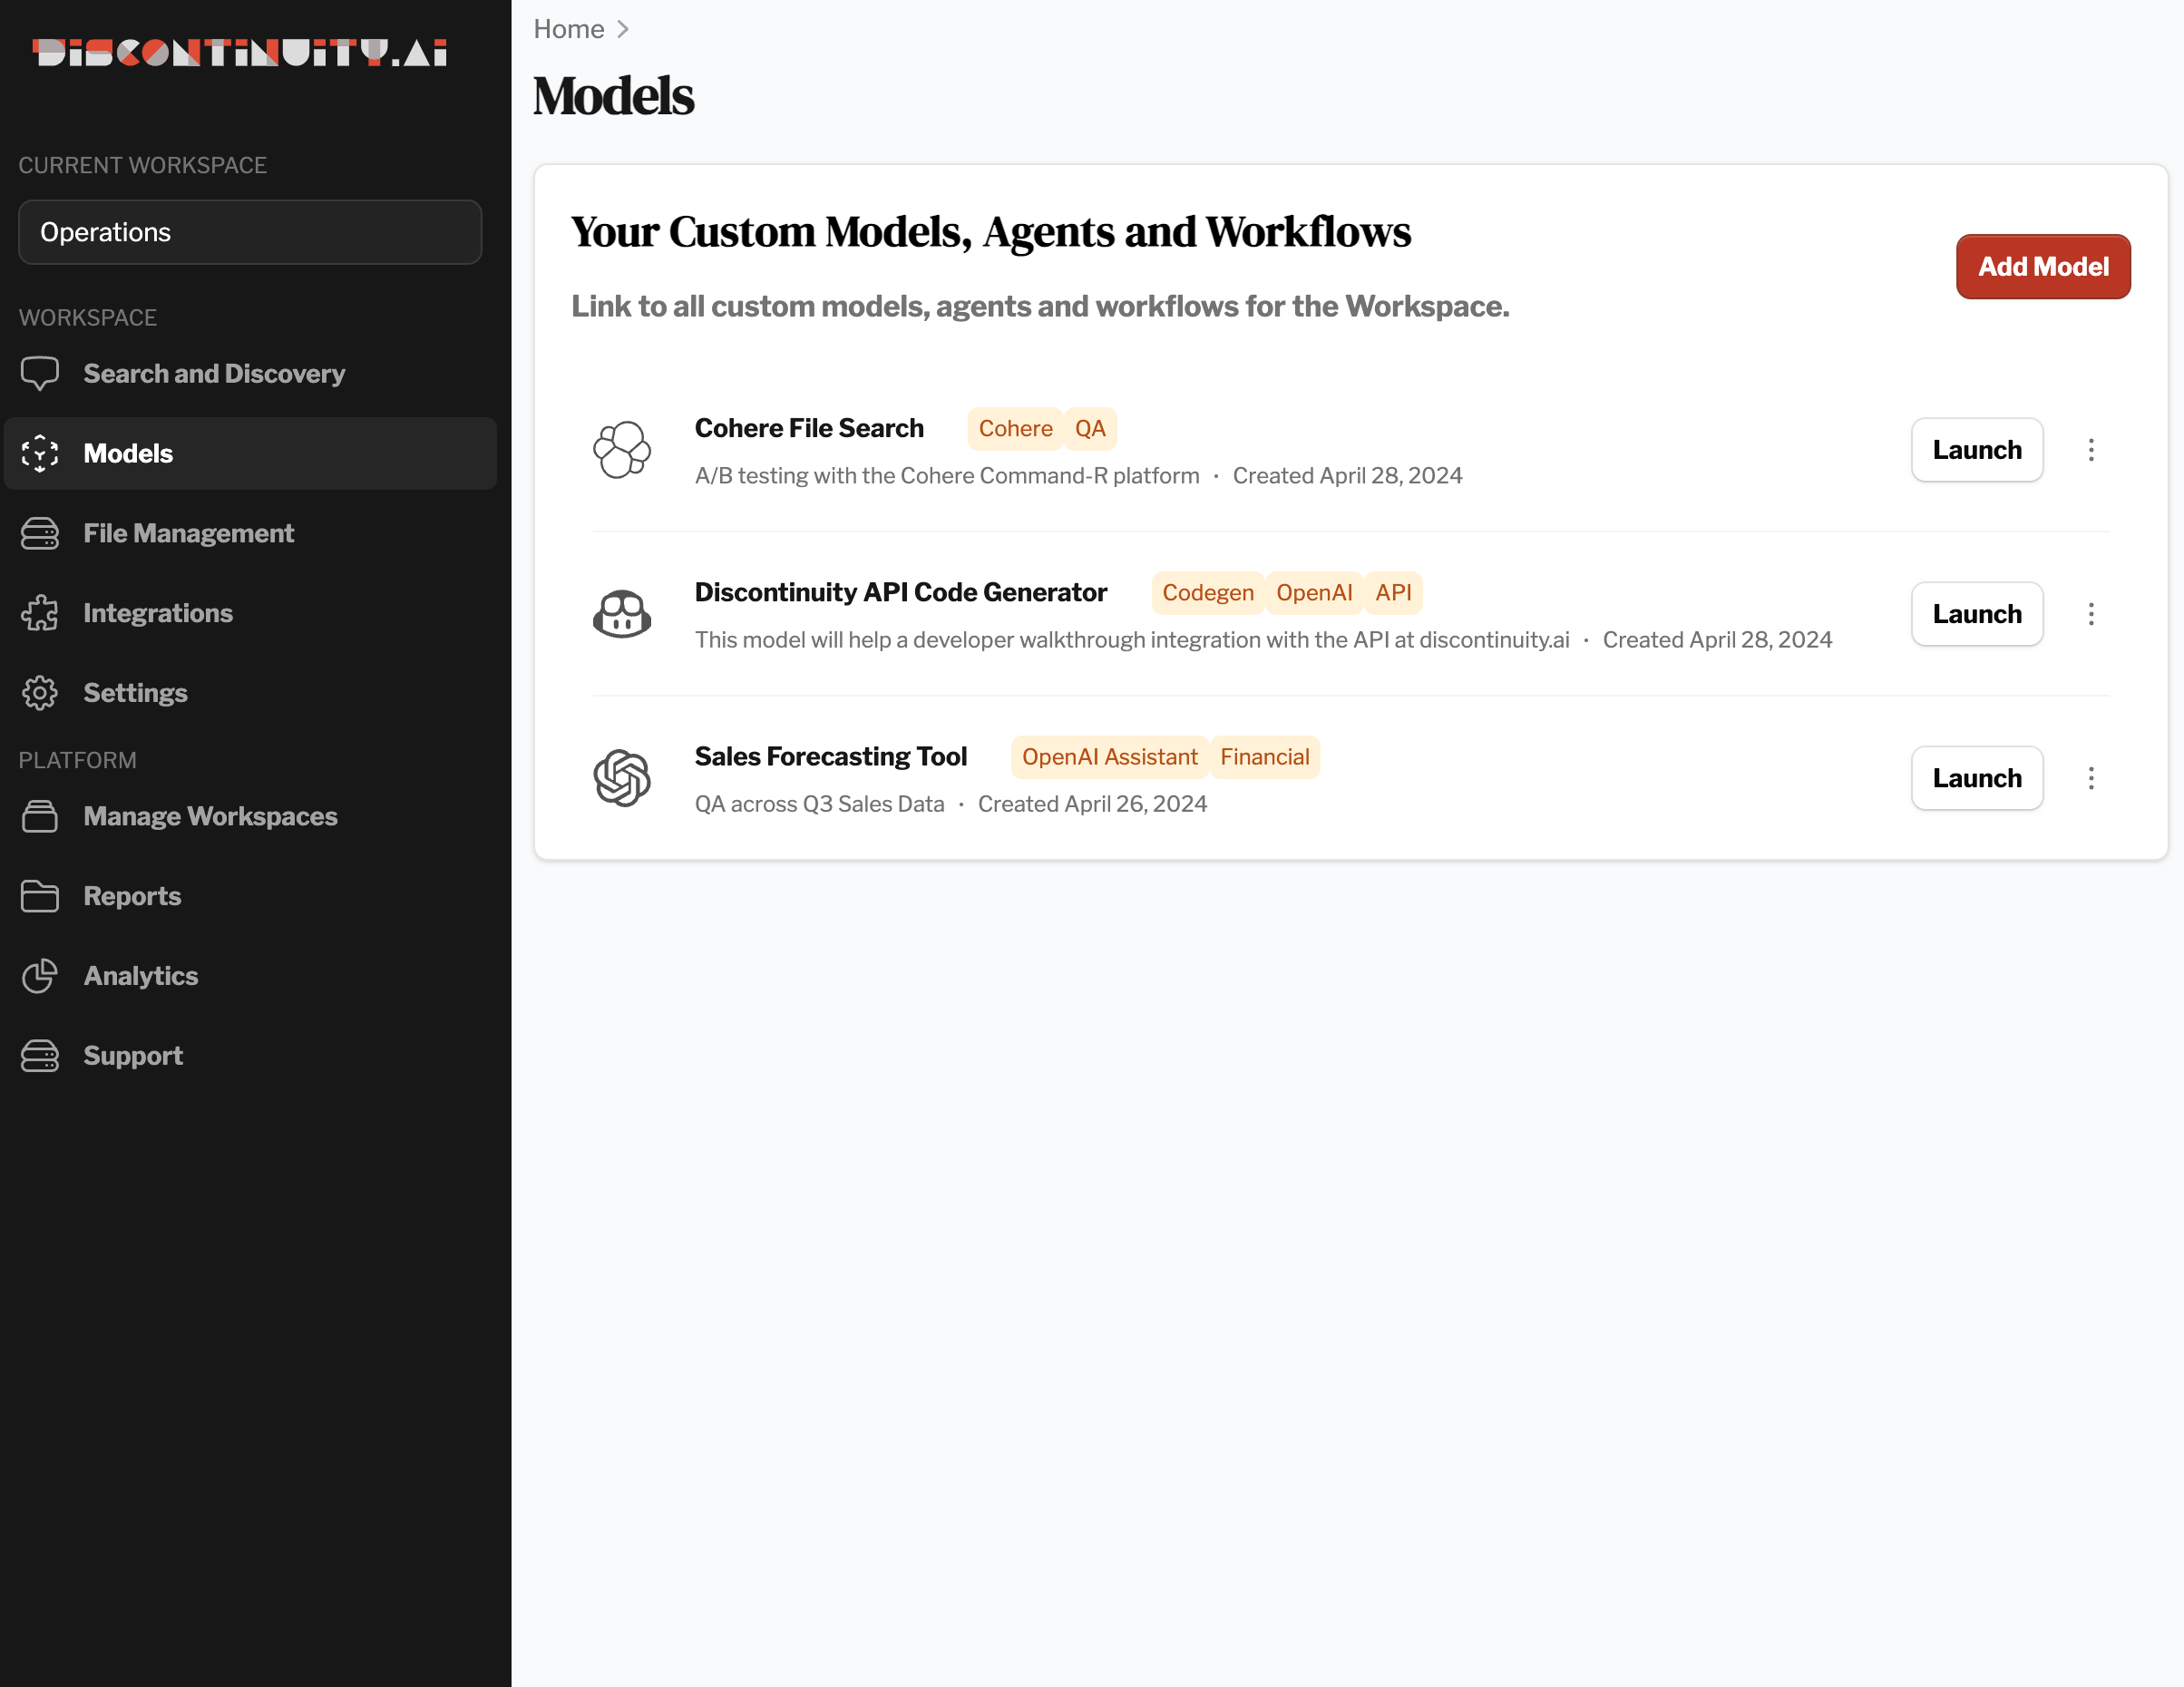 DiSCONTiNUiTY.Ai
CURRENT WORKSPACE
Operations
WORKSPACE
Search and Discovery
Models
File Management
Integrations
Settings
PLATFORM
Manage Workspaces
Reports
Analytics
Support
Home
Models
Your Custom Models, Agents and Workflows
Link to all custom models, agents and workflows for the Workspace.
Add Model
Cohere File Search Cohere QA
A/B testing with the Cohere Command-R platform · Created April 28, 2024
Launch
Discontinuity API Code Generator Codegen OpenAI API
This model will help a developer walkthrough integration with the API at discontinuity.ai · Created April 28, 2024
Launch
Sales Forecasting Tool OpenAI Assistant Financial
QA across Q3 Sales Data · Created April 26, 2024
Launch